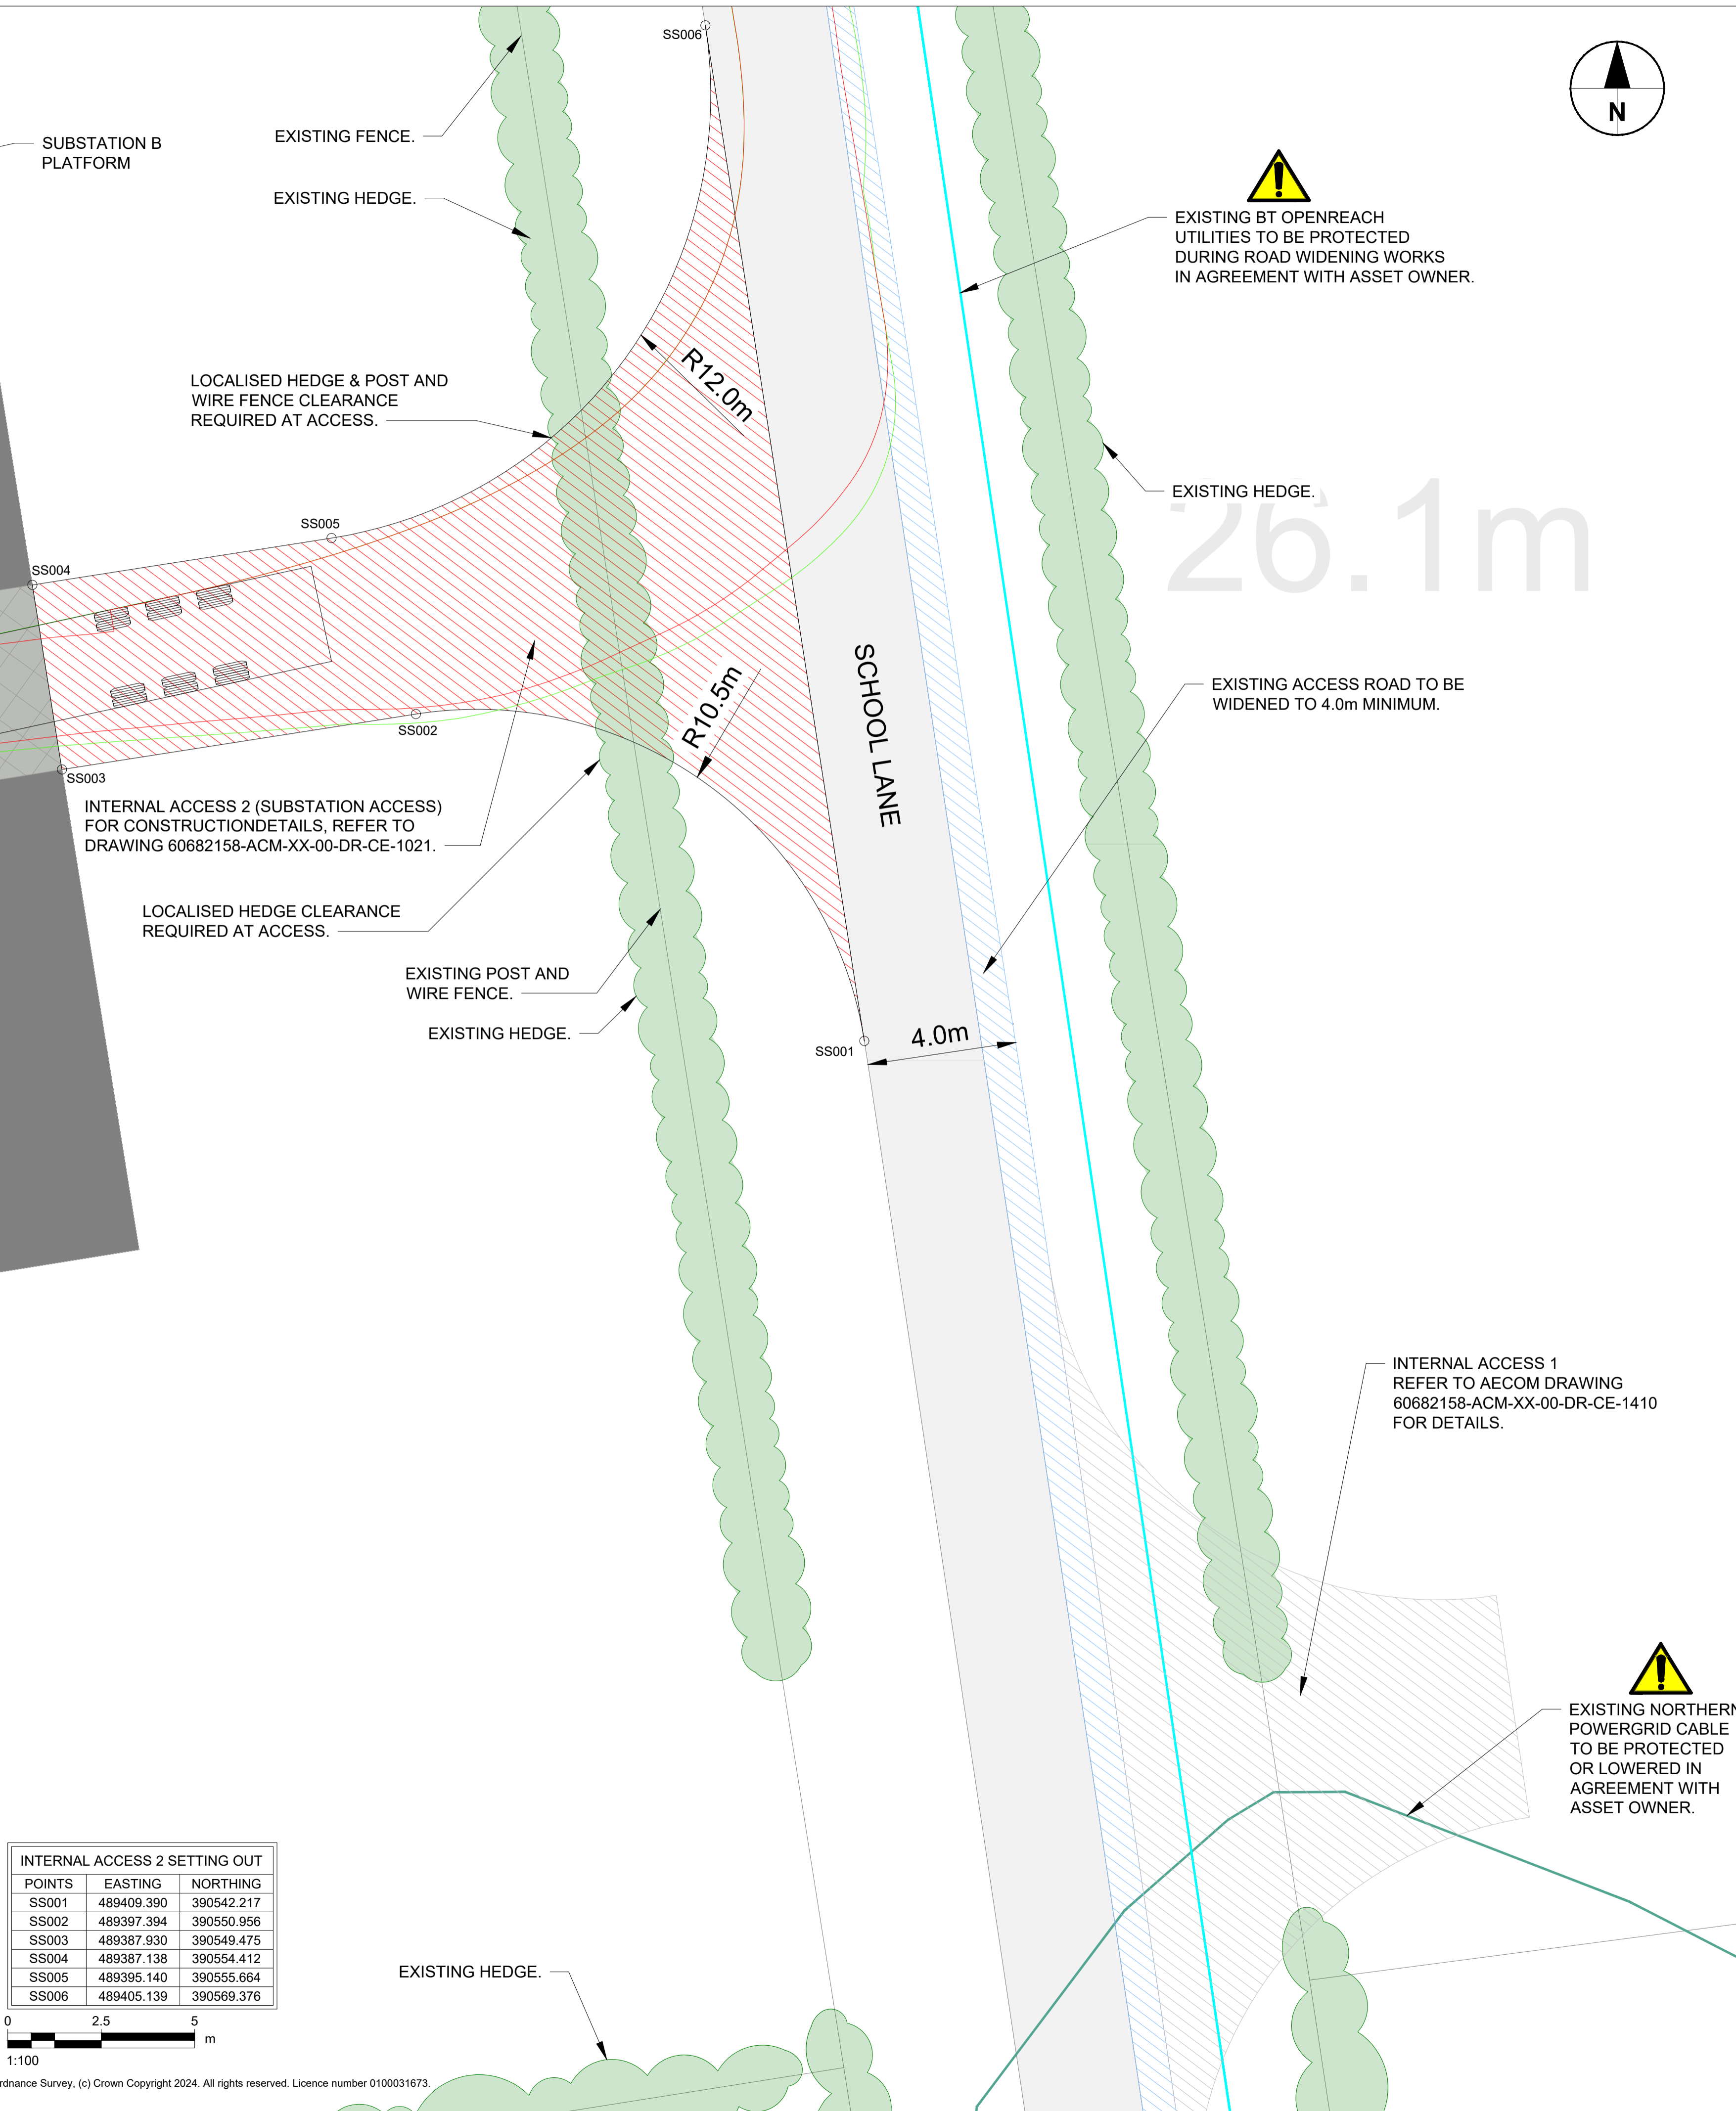 SS006
N
SUBSTATION B
PLATFORM
EXISTING FENCE.
EXISTING HEDGE.
EXISTING BT OPENREACH
UTILITIES TO BE PROTECTED
DURING ROAD WIDENING WORKS
IN AGREEMENT WITH ASSET OWNER.
LOCALISED HEDGE & POST AND
WIRE FENCE CLEARANCE
REQUIRED AT ACCESS.
R12.0m
EXISTING HEDGE.
26.1m
SS005
SS004
R10.5m
SCHOOL LANE
EXISTING ACCESS ROAD TO BE
WIDENED TO 4.0m MINIMUM.
SS002
SS003
INTERNAL ACCESS 2 (SUBSTATION ACCESS)
FOR CONSTRUCTIONDETAILS, REFER TO
DRAWING 60682158-ACM-XX-00-DR-CE-1021.
LOCALISED HEDGE CLEARANCE
REQUIRED AT ACCESS.
EXISTING POST AND
WIRE FENCE.
EXISTING HEDGE.
SS001
4.0m
INTERNAL ACCESS 1
REFER TO AECOM DRAWING
60682158-ACM-XX-00-DR-CE-1410
FOR DETAILS.
EXISTING NORTHERN
POWERGRID CABLE
TO BE PROTECTED
OR LOWERED IN
AGREEMENT WITH
ASSET OWNER.
INTERNAL ACCESS 2 SETTING OUT
POINTS EASTING NORTHING
SS001 489409.390 390542.217
SS002 489397.394 390550.956
SS003 489387.930 390549.475
SS004 489387.138 390554.412
SS005 489395.140 390555.664
SS006 489405.139 390569.376
EXISTING HEDGE.
0 2.5 5
m
1:100
rdnance Survey, (c) Crown Copyright 2024. All rights reserved. Licence number 0100031673.